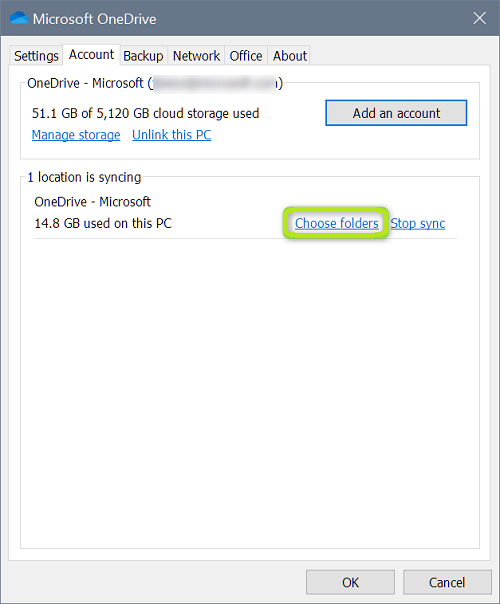 Microsoft OneDrive
Settings Account Backup Network Office About
OneDrive - Microsoft ( )
51.1 GB of 5,120 GB cloud storage used Add an account
Manage storage Unlink this PC
1 location is syncing
OneDrive - Microsoft
14.8 GB used on this PC Choose folders Stop sync
OK Cancel